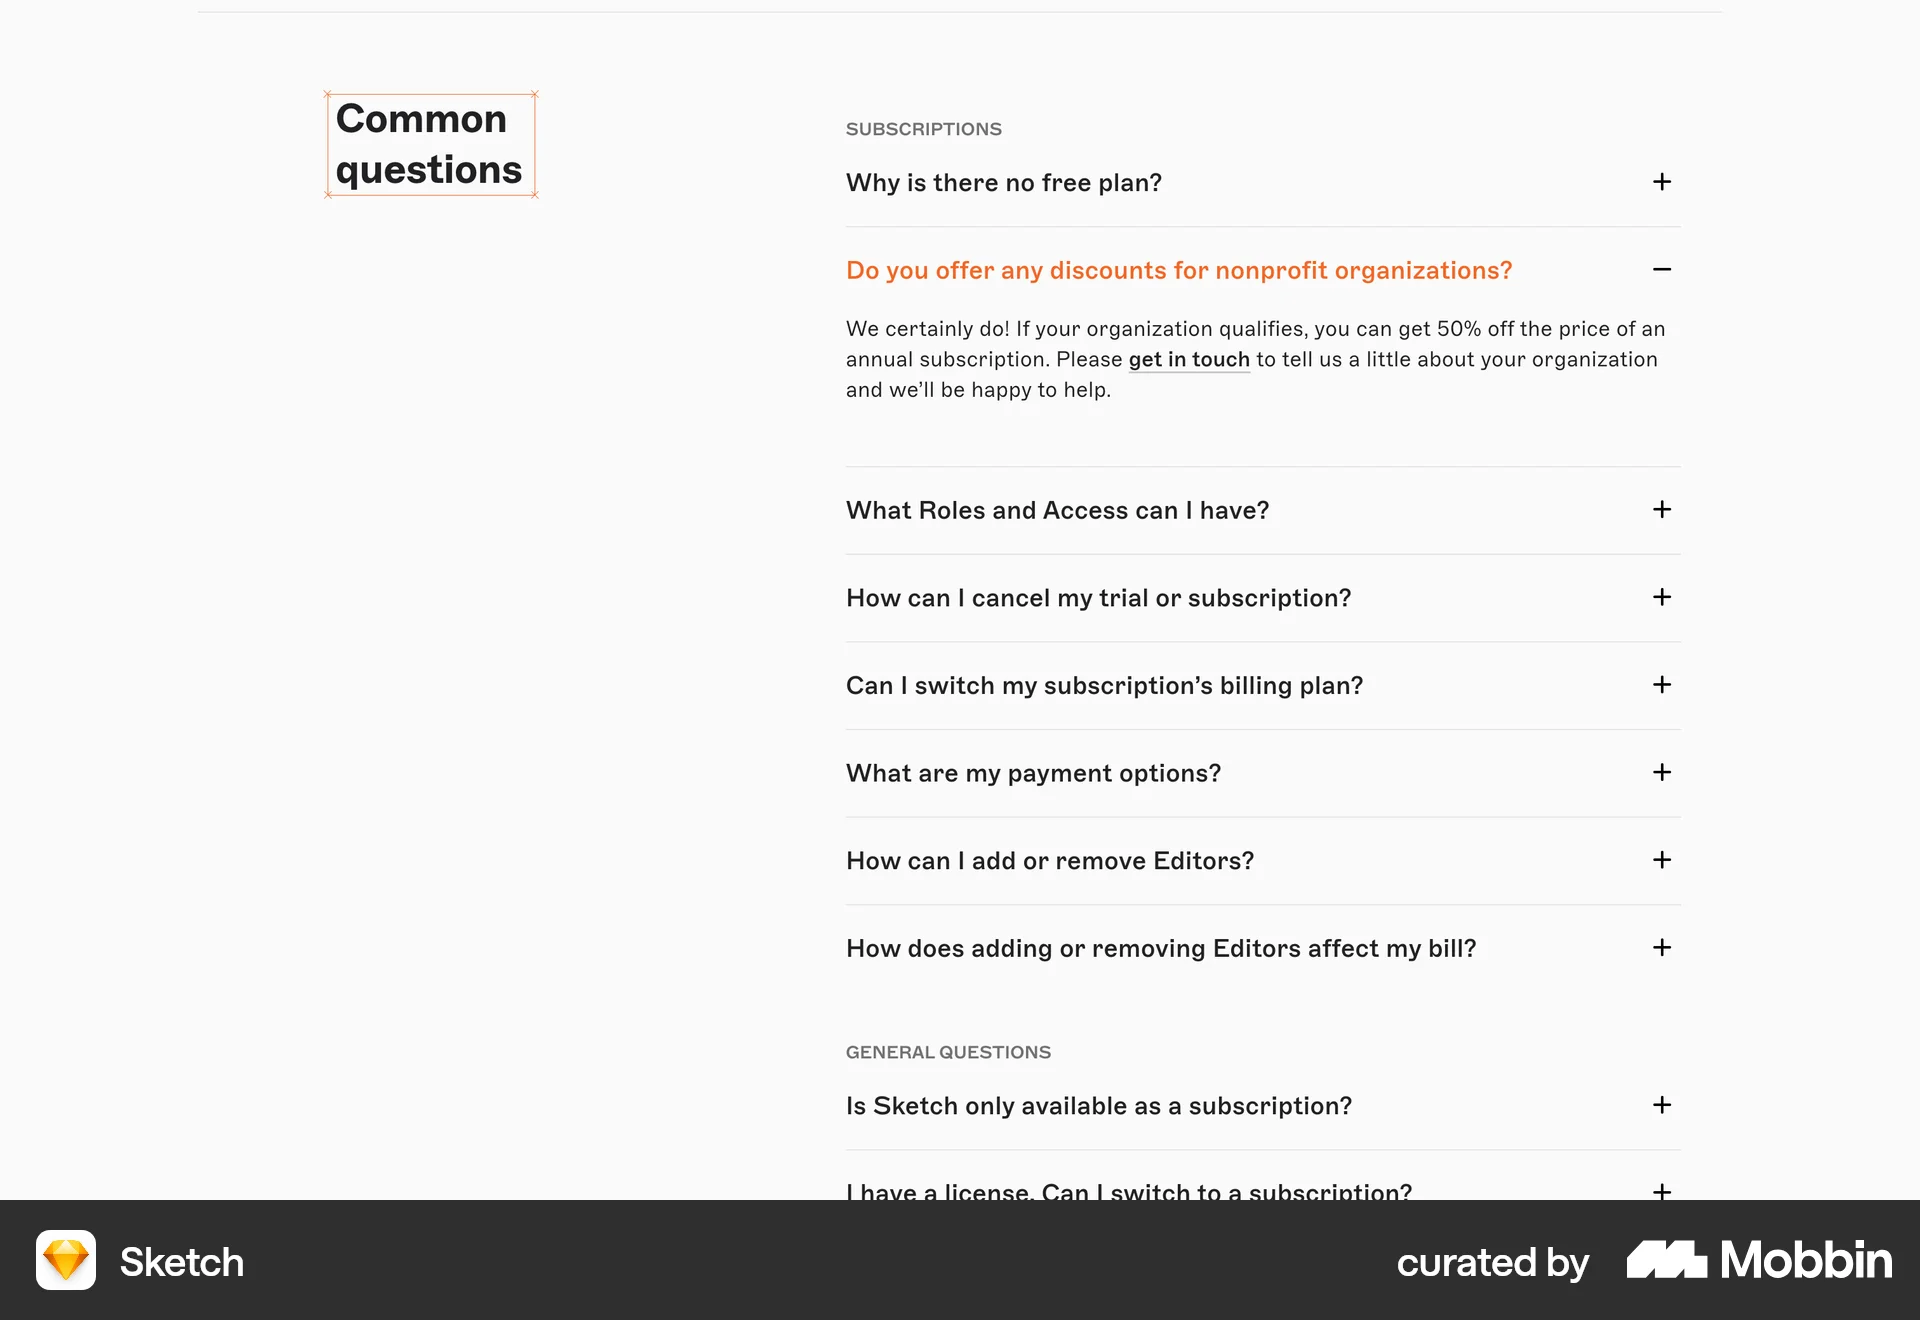 Common
questions
SUBSCRIPTIONS
Why is there no free plan?
Do you offer any discounts for nonprofit organizations?
We certainly do! If your organization qualifies, you can get 50% off the price of an
annual subscription. Please get in touch to tell us a little about your organization
and we’ll be happy to help.
What Roles and Access can I have?
How can I cancel my trial or subscription?
Can I switch my subscription’s billing plan?
What are my payment options?
How can I add or remove Editors?
How does adding or removing Editors affect my bill?
GENERAL QUESTIONS
Is Sketch only available as a subscription?
I have a license. Can I switch to a subscription?
Sketch
curated by Mobbin